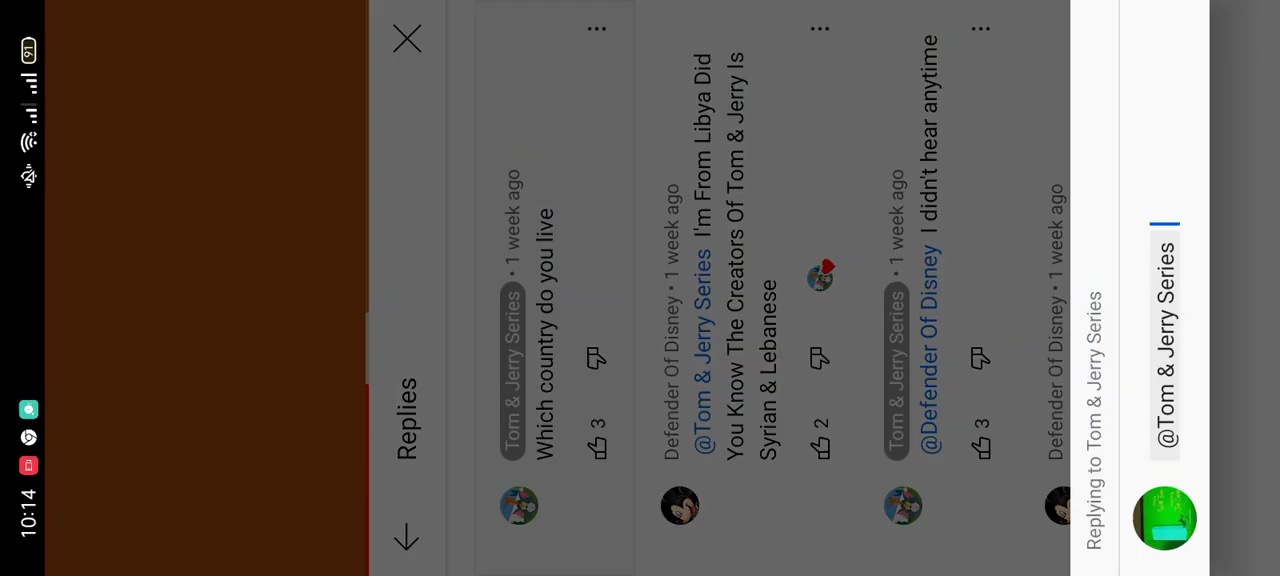 10:14
91
Replies
Tom & Jerry Series • 1 week ago
Which country do you live
3
Defender Of Disney • 1 week ago
@Tom & Jerry Series I'm From Libya Did
You Know The Creators Of Tom & Jerry Is
Syrian & Lebanese
2
Tom & Jerry Series • 1 week ago
@Defender Of Disney I didn't hear anytime
3
Defender Of Disney • 1 week ago
Replying to Tom & Jerry Series
@Tom & Jerry Series